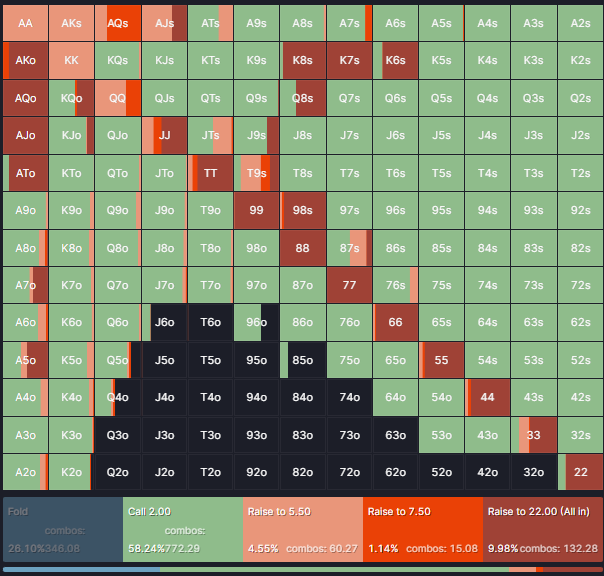 AA AKs AQs AJs ATs A9s A8s A7s A6s A5s A4s A3s A2s
AKo KK KQs KJs KTs K9s K8s K7s K6s K5s K4s K3s K2s
AQo KQo QQ QJs QTs Q9s Q8s Q7s Q6s Q5s Q4s Q3s Q2s
AJo KJo QJo JJ JTs J9s J8s J7s J6s J5s J4s J3s J2s
ATo KTo QTo JTo TT T9s T8s T7s T6s T5s T4s T3s T2s
A9o K9o Q9o J9o T9o 99 98s 97s 96s 95s 94s 93s 92s
A8o K8o Q8o J8o T8o 98o 88 87s 86s 85s 84s 83s 82s
A7o K7o Q7o J7o T7o 97o 87o 77 76s 75s 74s 73s 72s
A6o K6o Q6o J6o T6o 96o 86o 76o 66 65s 64s 63s 62s
A5o K5o Q5o J5o T5o 95o 85o 75o 65o 55 54s 53s 52s
A4o K4o Q4o J4o T4o 94o 84o 74o 64o 54o 44 43s 42s
A3o K3o Q3o J3o T3o 93o 83o 73o 63o 53o 43o 33 32s
A2o K2o Q2o J2o T2o 92o 82o 72o 62o 52o 42o 32o 22
Fold Call 2.00 Raise to 5.50 Raise to 7.50 Raise to 22.00 (All in)
combos: combos:
26.10% 346.08 58.24% 772.29 4.55% combos: 60.27 1.14% combos: 15.08 9.98% combos: 132.28